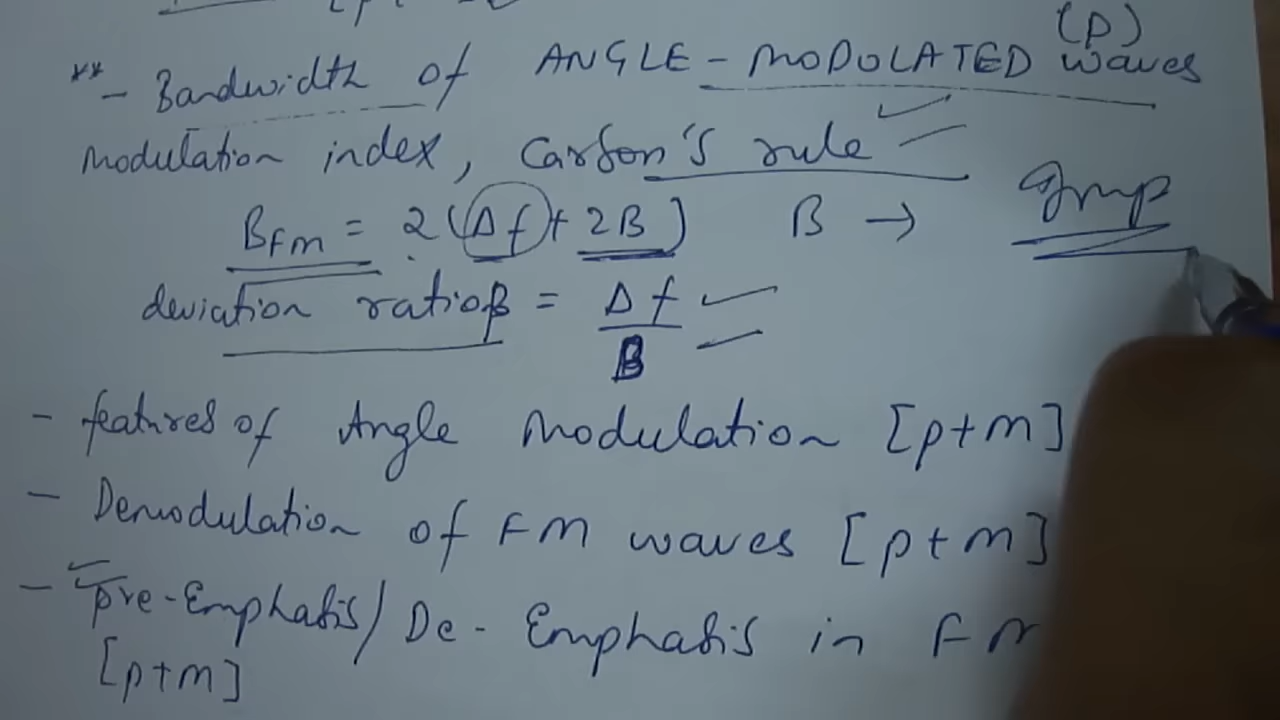 (P)
** - Bandwidth of ANGLE - MODULATED waves
modulation index, Carson's rule
BFM = 2(Δf + 2B) B → Imp
deviation ratio β = Δf / B
- features of Angle Modulation [p+m]
- Demodulation of FM waves [p+m]
- pre-Emphasis/De-Emphasis in FM
[p+m]